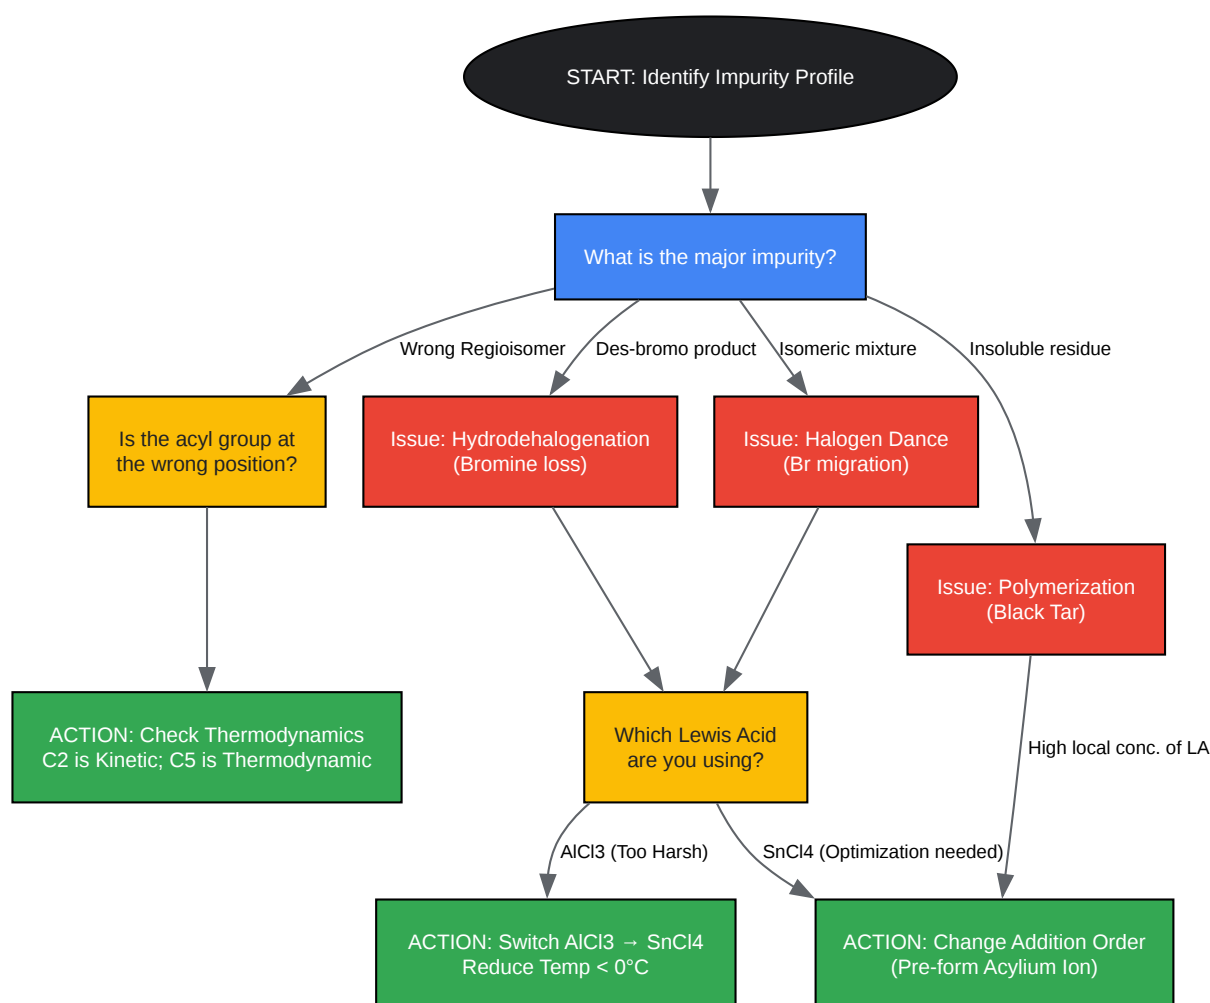 START: Identify Impurity Profile
What is the major impurity?
Wrong Regioisomer
Des-bromo product
Isomeric mixture
Insoluble residue
Is the acyl group at
the wrong position?
Issue: Hydrodehalogenation
(Bromine loss)
Issue: Halogen Dance
(Br migration)
Issue: Polymerization
(Black Tar)
ACTION: Check Thermodynamics
C2 is Kinetic; C5 is Thermodynamic
Which Lewis Acid
are you using?
High local conc. of LA
AlCl3 (Too Harsh)
SnCl4 (Optimization needed)
ACTION: Switch AlCl3 → SnCl4
Reduce Temp < 0°C
ACTION: Change Addition Order
(Pre-form Acylium Ion)